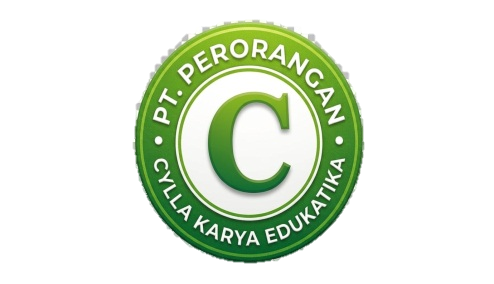 PT. PERORANGAN
C
CYLLA KARYA EDUKATIKA